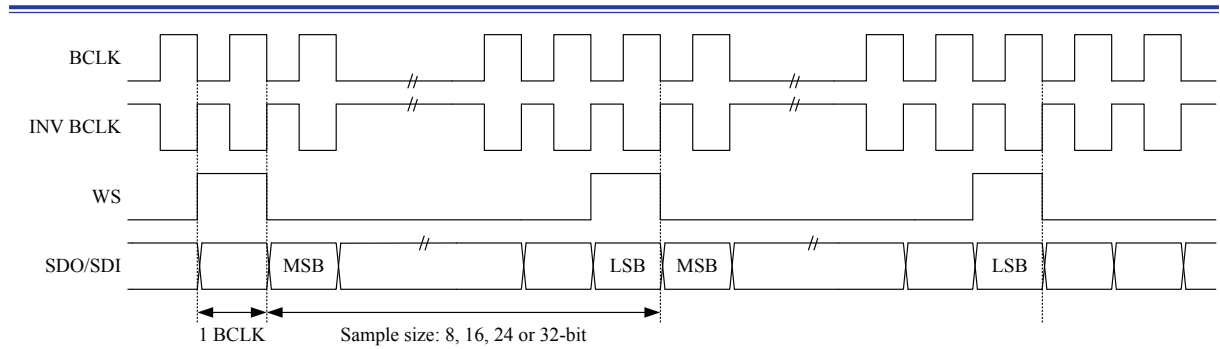 BCLK
//
//
INV BCLK
//
//
WS
SDO/SDI
MSB
//
LSB
MSB
//
LSB
1 BCLK
Sample size: 8, 16, 24 or 32-bit